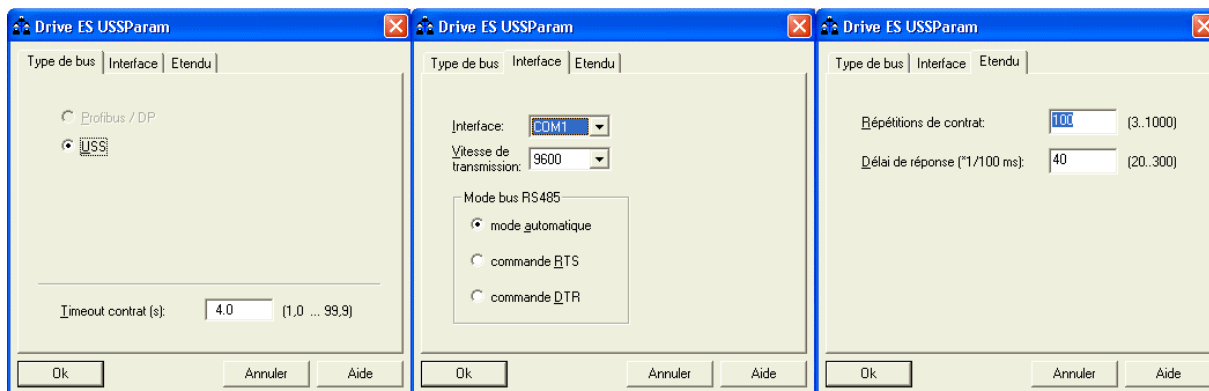 Drive ES USSParam
Type de bus
Interface
Etendu
Profibus / DP
USS
Timeout contrat (s):
4.0
(1,0 ... 99,9)
Ok
Annuler
Aide
Drive ES USSParam
Type de bus
Interface
Etendu
Interface:
COM1
Vitesse de
transmission:
9600
Mode bus RS485
mode automatique
commande RTS
commande DTR
Ok
Annuler
Aide
Drive ES USSParam
Type de bus
Interface
Etendu
Répétitions de contrat:
100
(3..1000)
Délai de réponse (*1/100 ms):
40
(20..300)
Ok
Annuler
Aide